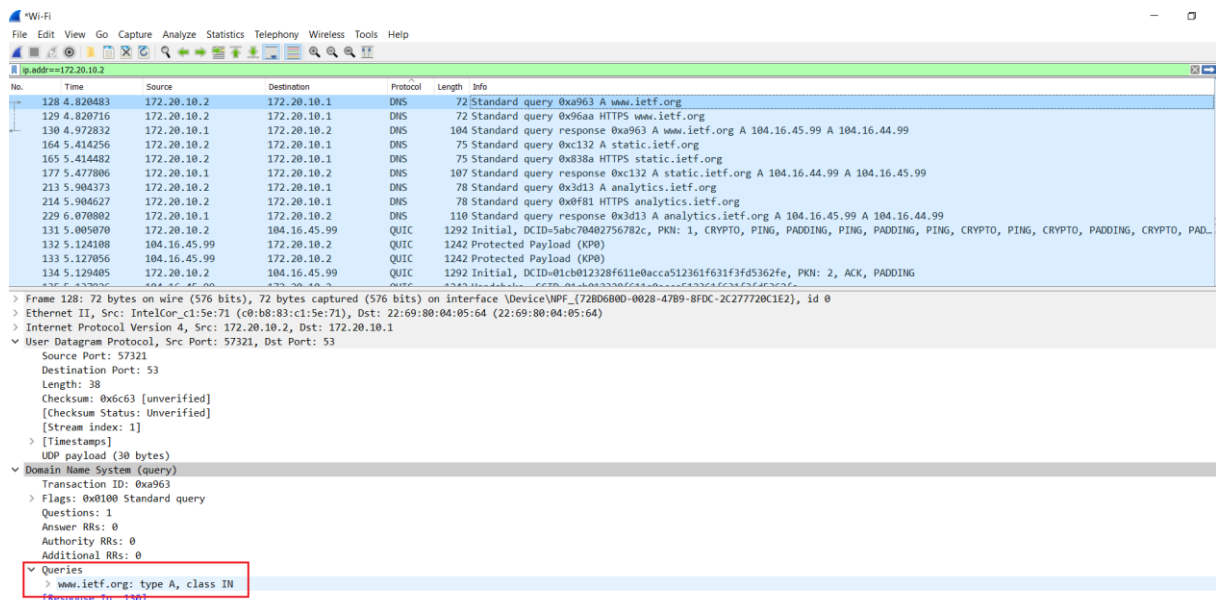 *Wi-Fi
File Edit View Go Capture Analyze Statistics Telephony Wireless Tools Help
ip.addr==172.20.10.2
No. Time Source Destination Protocol Length Info
128 4.820483 172.20.10.2 172.20.10.1 DNS 72 Standard query 0xa963 A www.ietf.org
129 4.820716 172.20.10.2 172.20.10.1 DNS 72 Standard query 0x96aa HTTPS www.ietf.org
130 4.972832 172.20.10.1 172.20.10.2 DNS 104 Standard query response 0xa963 A www.ietf.org A 104.16.45.99 A 104.16.44.99
164 5.414256 172.20.10.2 172.20.10.1 DNS 75 Standard query 0xc132 A static.ietf.org
165 5.414482 172.20.10.2 172.20.10.1 DNS 75 Standard query 0x838a HTTPS static.ietf.org
177 5.477806 172.20.10.1 172.20.10.2 DNS 107 Standard query response 0xc132 A static.ietf.org A 104.16.44.99 A 104.16.45.99
213 5.904373 172.20.10.2 172.20.10.1 DNS 78 Standard query 0x3d13 A analytics.ietf.org
214 5.904627 172.20.10.2 172.20.10.1 DNS 78 Standard query 0x0f81 HTTPS analytics.ietf.org
229 6.070802 172.20.10.1 172.20.10.2 DNS 110 Standard query response 0x3d13 A analytics.ietf.org A 104.16.45.99 A 104.16.44.99
131 5.005070 172.20.10.2 104.16.45.99 QUIC 1292 Initial, DCID=5abc70402756782c, PKN: 1, CRYPTO, PING, PADDING, PING, PADDING, PING, CRYPTO, PING, CRYPTO, PADDING, CRYPTO, PAD…
132 5.124108 104.16.45.99 172.20.10.2 QUIC 1242 Protected Payload (KP0)
133 5.127056 104.16.45.99 172.20.10.2 QUIC 1242 Protected Payload (KP0)
134 5.129405 172.20.10.2 104.16.45.99 QUIC 1292 Initial, DCID=01cb012328f611e0acca512361f631f3fd5362fe, PKN: 2, ACK, PADDING
> Frame 128: 72 bytes on wire (576 bits), 72 bytes captured (576 bits) on interface \Device\NPF_{72BD6B0D-0028-47B9-8FDC-2C277720C1E2}, id 0
> Ethernet II, Src: IntelCor_c1:5e:71 (c0:b8:83:c1:5e:71), Dst: 22:69:80:04:05:64 (22:69:80:04:05:64)
> Internet Protocol Version 4, Src: 172.20.10.2, Dst: 172.20.10.1
User Datagram Protocol, Src Port: 57321, Dst Port: 53
Source Port: 57321
Destination Port: 53
Length: 38
Checksum: 0x6c63 [unverified]
[Checksum Status: Unverified]
[Stream index: 1]
> [Timestamps]
UDP payload (30 bytes)
Domain Name System (query)
Transaction ID: 0xa963
> Flags: 0x0100 Standard query
Questions: 1
Answer RRs: 0
Authority RRs: 0
Additional RRs: 0
Queries
> www.ietf.org: type A, class IN
[Response In: 130]